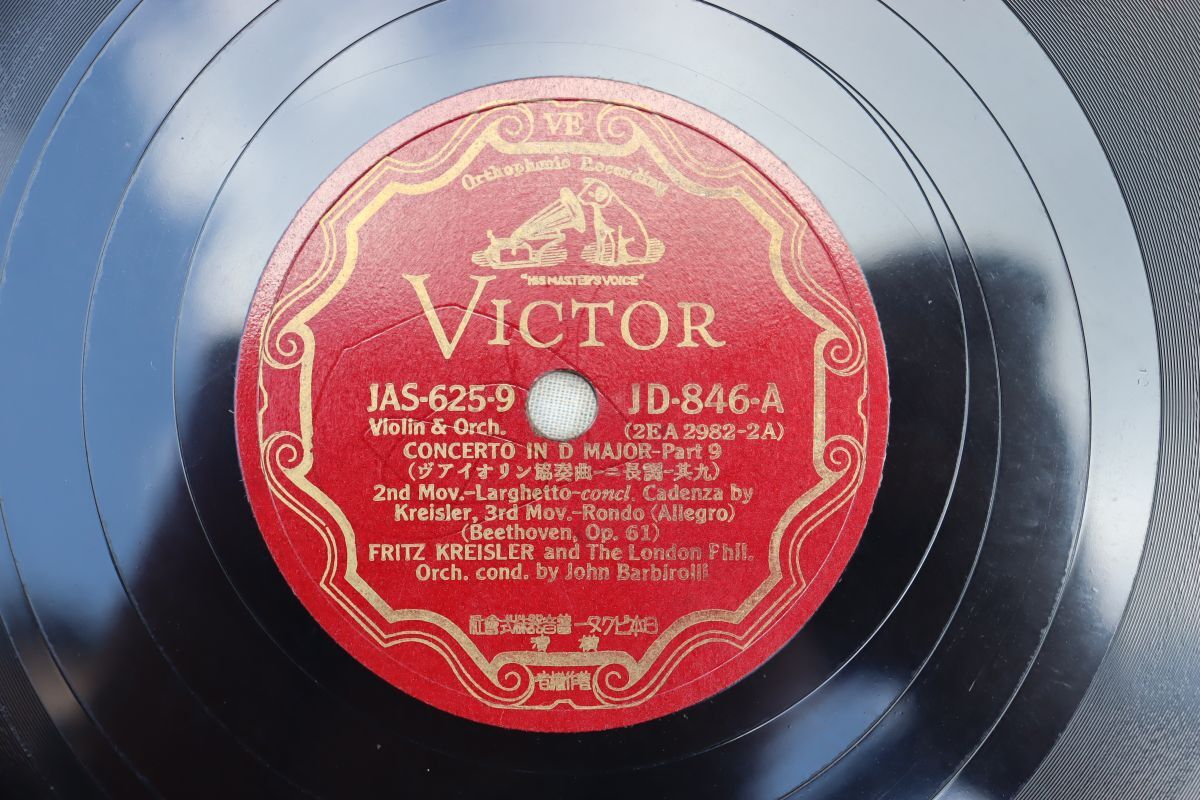 VE
Orthophonic Recording
"HIS MASTER'S VOICE"
VICTOR
JAS-625-9 JD-846-A
Violin & Orch. (2EA 2982-2A)
CONCERTO IN D MAJOR-Part 9
(ヴアイオリン協奏曲-ニ長調-其九)
2nd Mov.-Larghetto-concl. Cadenza by
Kreisler, 3rd Mov.-Rondo (Allegro)
(Beethoven, Op. 61)
FRITZ KREISLER and The London Phil.
Orch. cond. by John Barbirolli